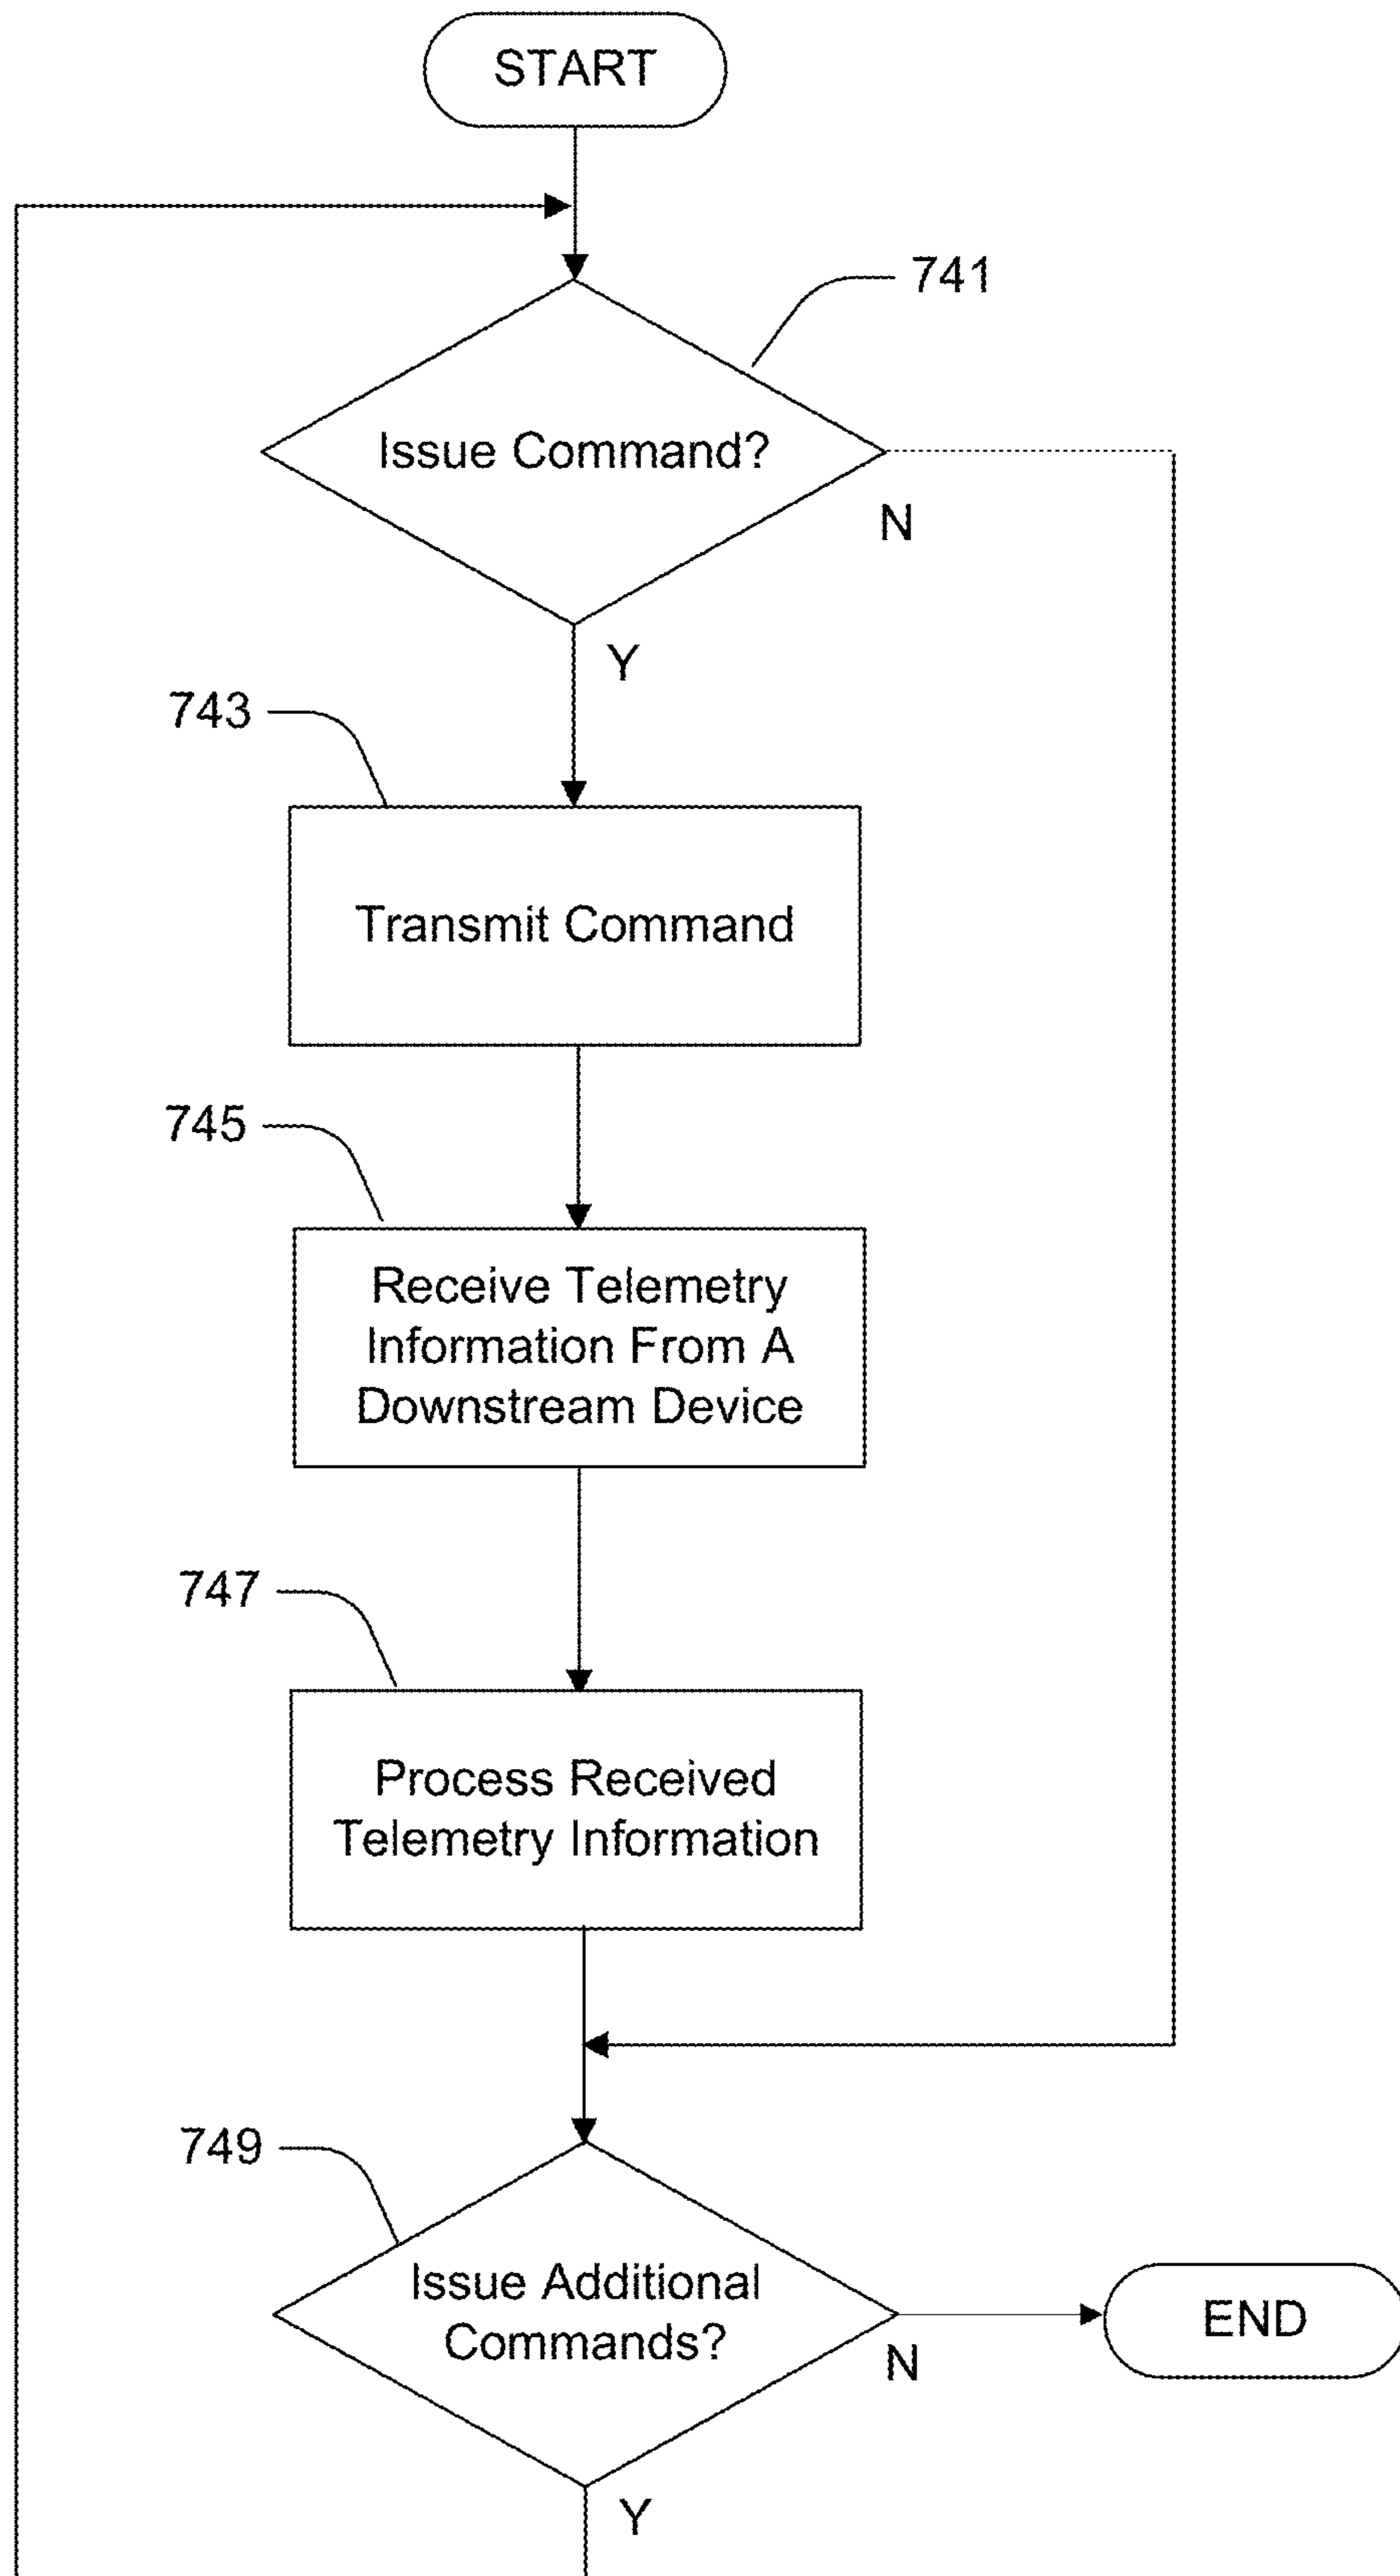 START
741
Issue Command?
N
Y
743
Transmit Command
745
Receive Telemetry
Information From A
Downstream Device
747
Process Received
Telemetry Information
749
Issue Additional
Commands?
END
N
Y